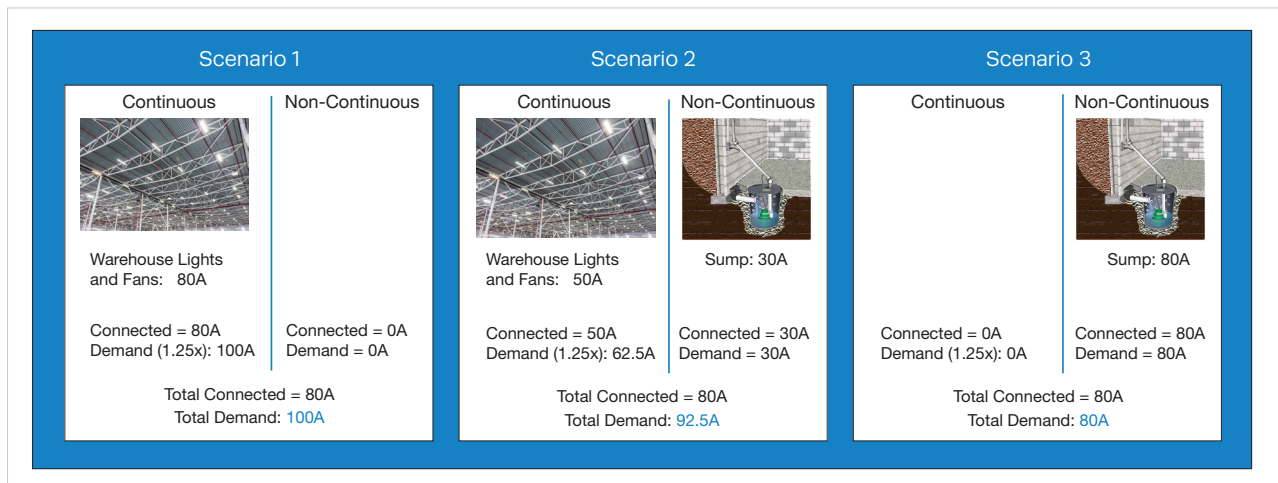 Scenario 1
Continuous
Non-Continuous
Warehouse Lights
and Fans: 80A
Connected = 80A
Demand (1.25x): 100A
Connected = 0A
Demand = 0A
Total Connected = 80A
Total Demand: 100A
Scenario 2
Continuous
Non-Continuous
Warehouse Lights
and Fans: 50A
Sump: 30A
Connected = 50A
Demand (1.25x): 62.5A
Connected = 30A
Demand = 30A
Total Connected = 80A
Total Demand: 92.5A
Scenario 3
Continuous
Non-Continuous
Sump: 80A
Connected = 0A
Demand (1.25x): 0A
Connected = 80A
Demand = 80A
Total Connected = 80A
Total Demand: 80A